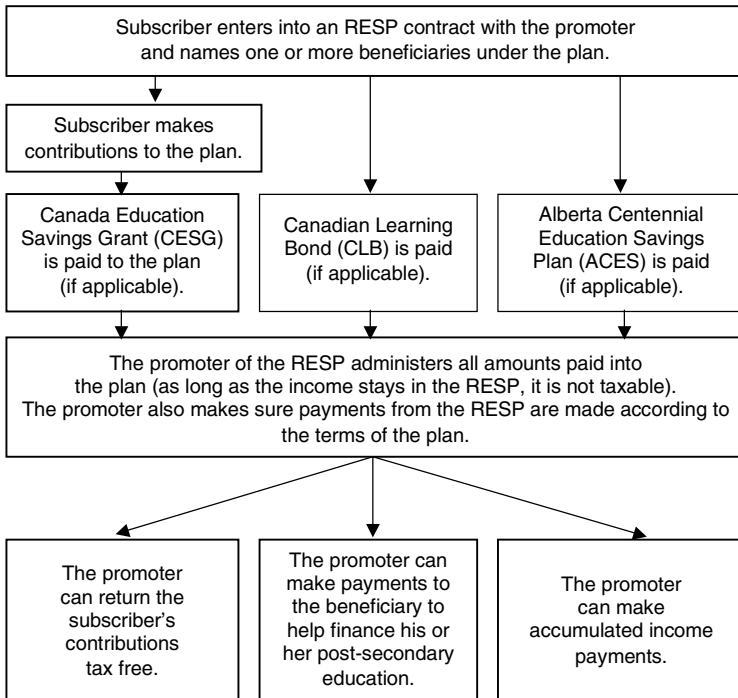 Subscriber enters into an RESP contract with the promoter
and names one or more beneficiaries under the plan.
Subscriber makes
contributions to the plan.
Canada Education
Savings Grant (CESG)
is paid to the plan
(if applicable).
Canadian Learning
Bond (CLB) is paid
(if applicable).
Alberta Centennial
Education Savings
Plan (ACES) is paid
(if applicable).
The promoter of the RESP administers all amounts paid into
the plan (as long as the income stays in the RESP, it is not taxable).
The promoter also makes sure payments from the RESP are made according to
the terms of the plan.
The promoter
can return the
subscriber's
contributions
tax free.
The promoter can
make payments to
the beneficiary to
help finance his or
her post-secondary
education.
The promoter
can make
accumulated income
payments.